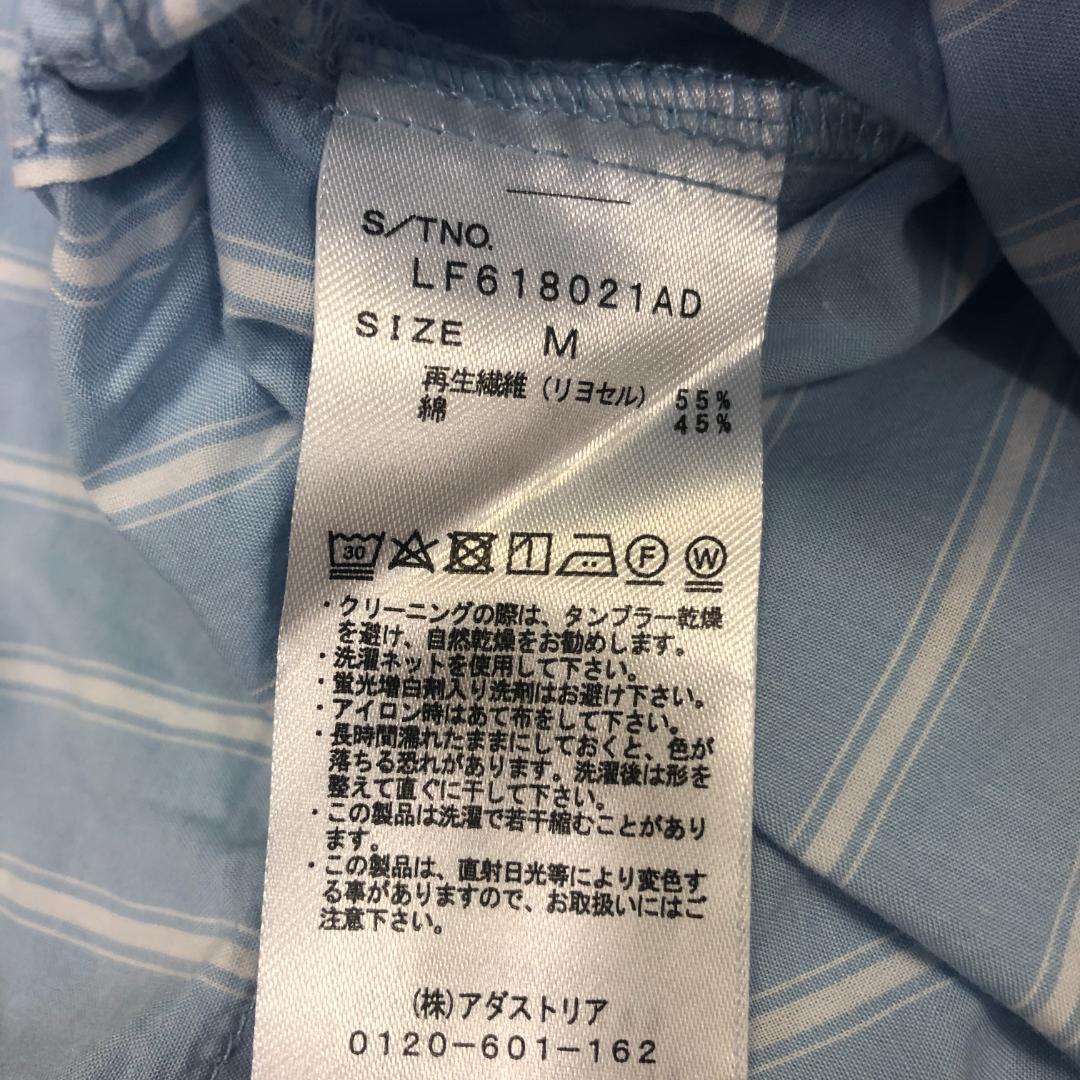 S/TNO.
LF618021AD
SIZE M
再生繊維（リヨセル） 55%
綿 45%
30
F
W
・クリーニングの際は、タンブラー乾燥
を避け、自然乾燥をお勧めします。
・洗濯ネットを使用して下さい。
・蛍光増白剤入り洗剤はお避け下さい。
・アイロン時はあて布をして下さい。
・長時間濡れたままにしておくと、色が
落ちる恐れがあります。洗濯後は形を
整えて直ぐに干して下さい。
・この製品は洗濯で若干縮むことがあり
ます。
・この製品は、直射日光等により変色す
る事がありますので、お取扱いにはご
注意下さい。
(株)アダストリア
0120-601-162